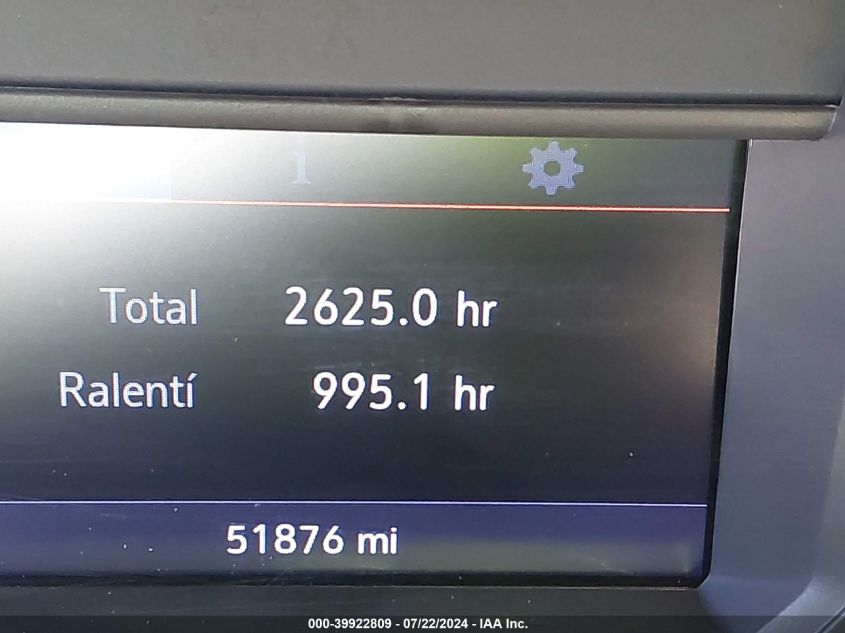 i
Total 2625.0 hr
Ralentí 995.1 hr
51876 mi
000-39922809 - 07/22/2024 - IAA Inc.